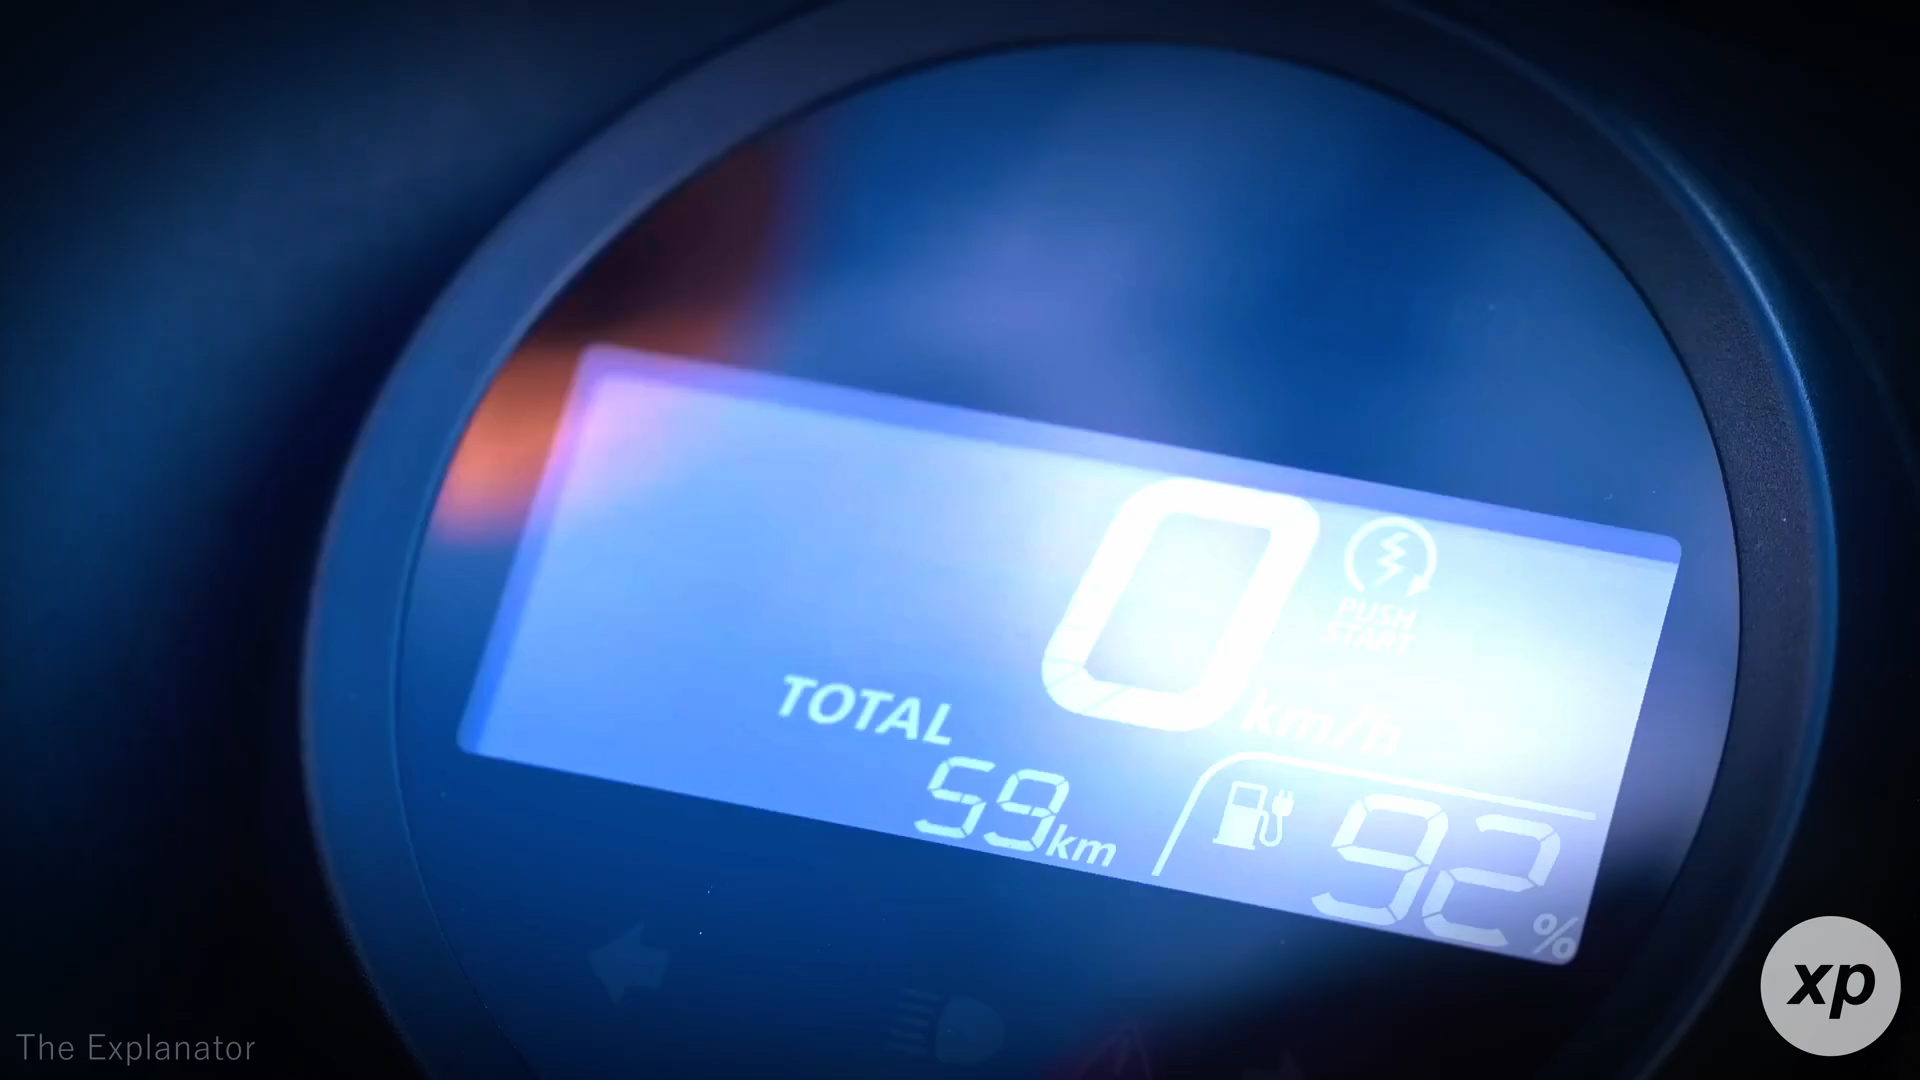 0
PUSH
START
km/h
TOTAL
59km
92%
The Explanator
xp